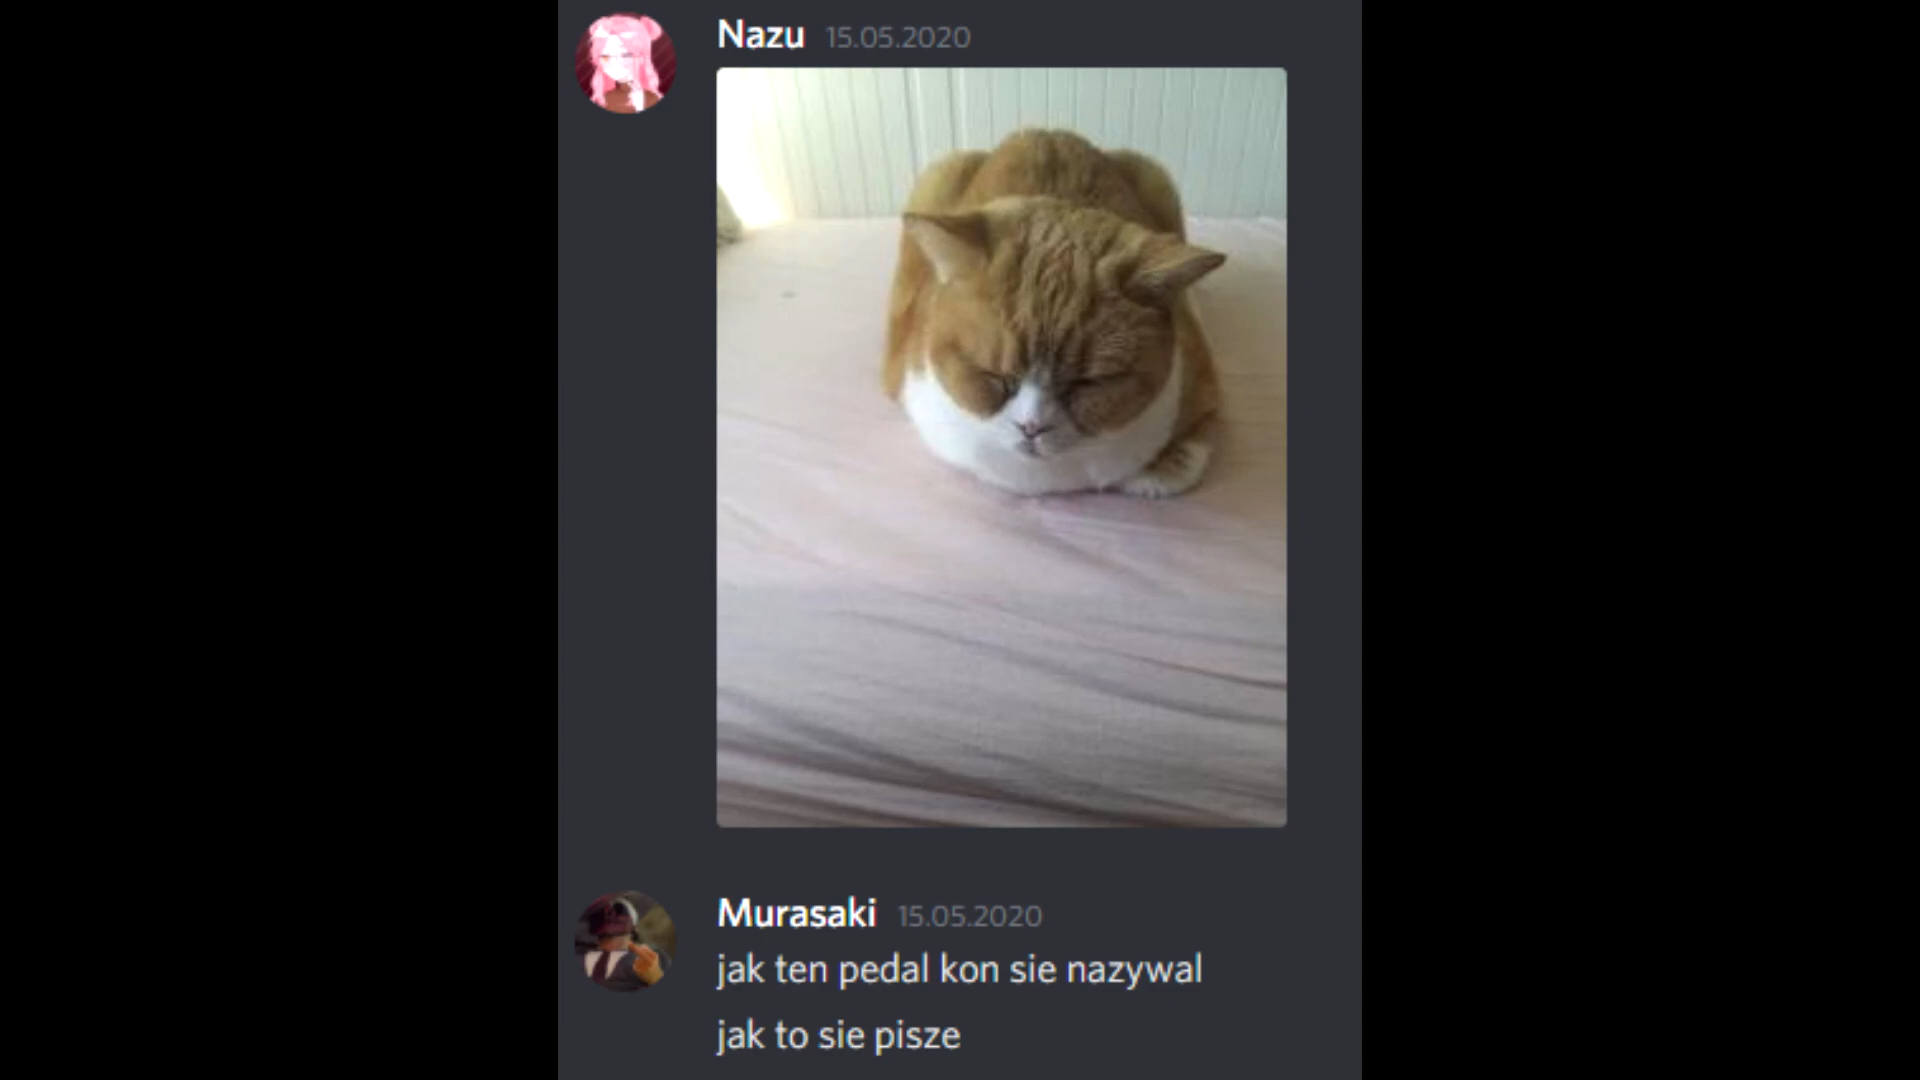 Nazu 15.05.2020
Murasaki 15.05.2020
jak ten pedal kon sie nazywal
jak to sie pisze